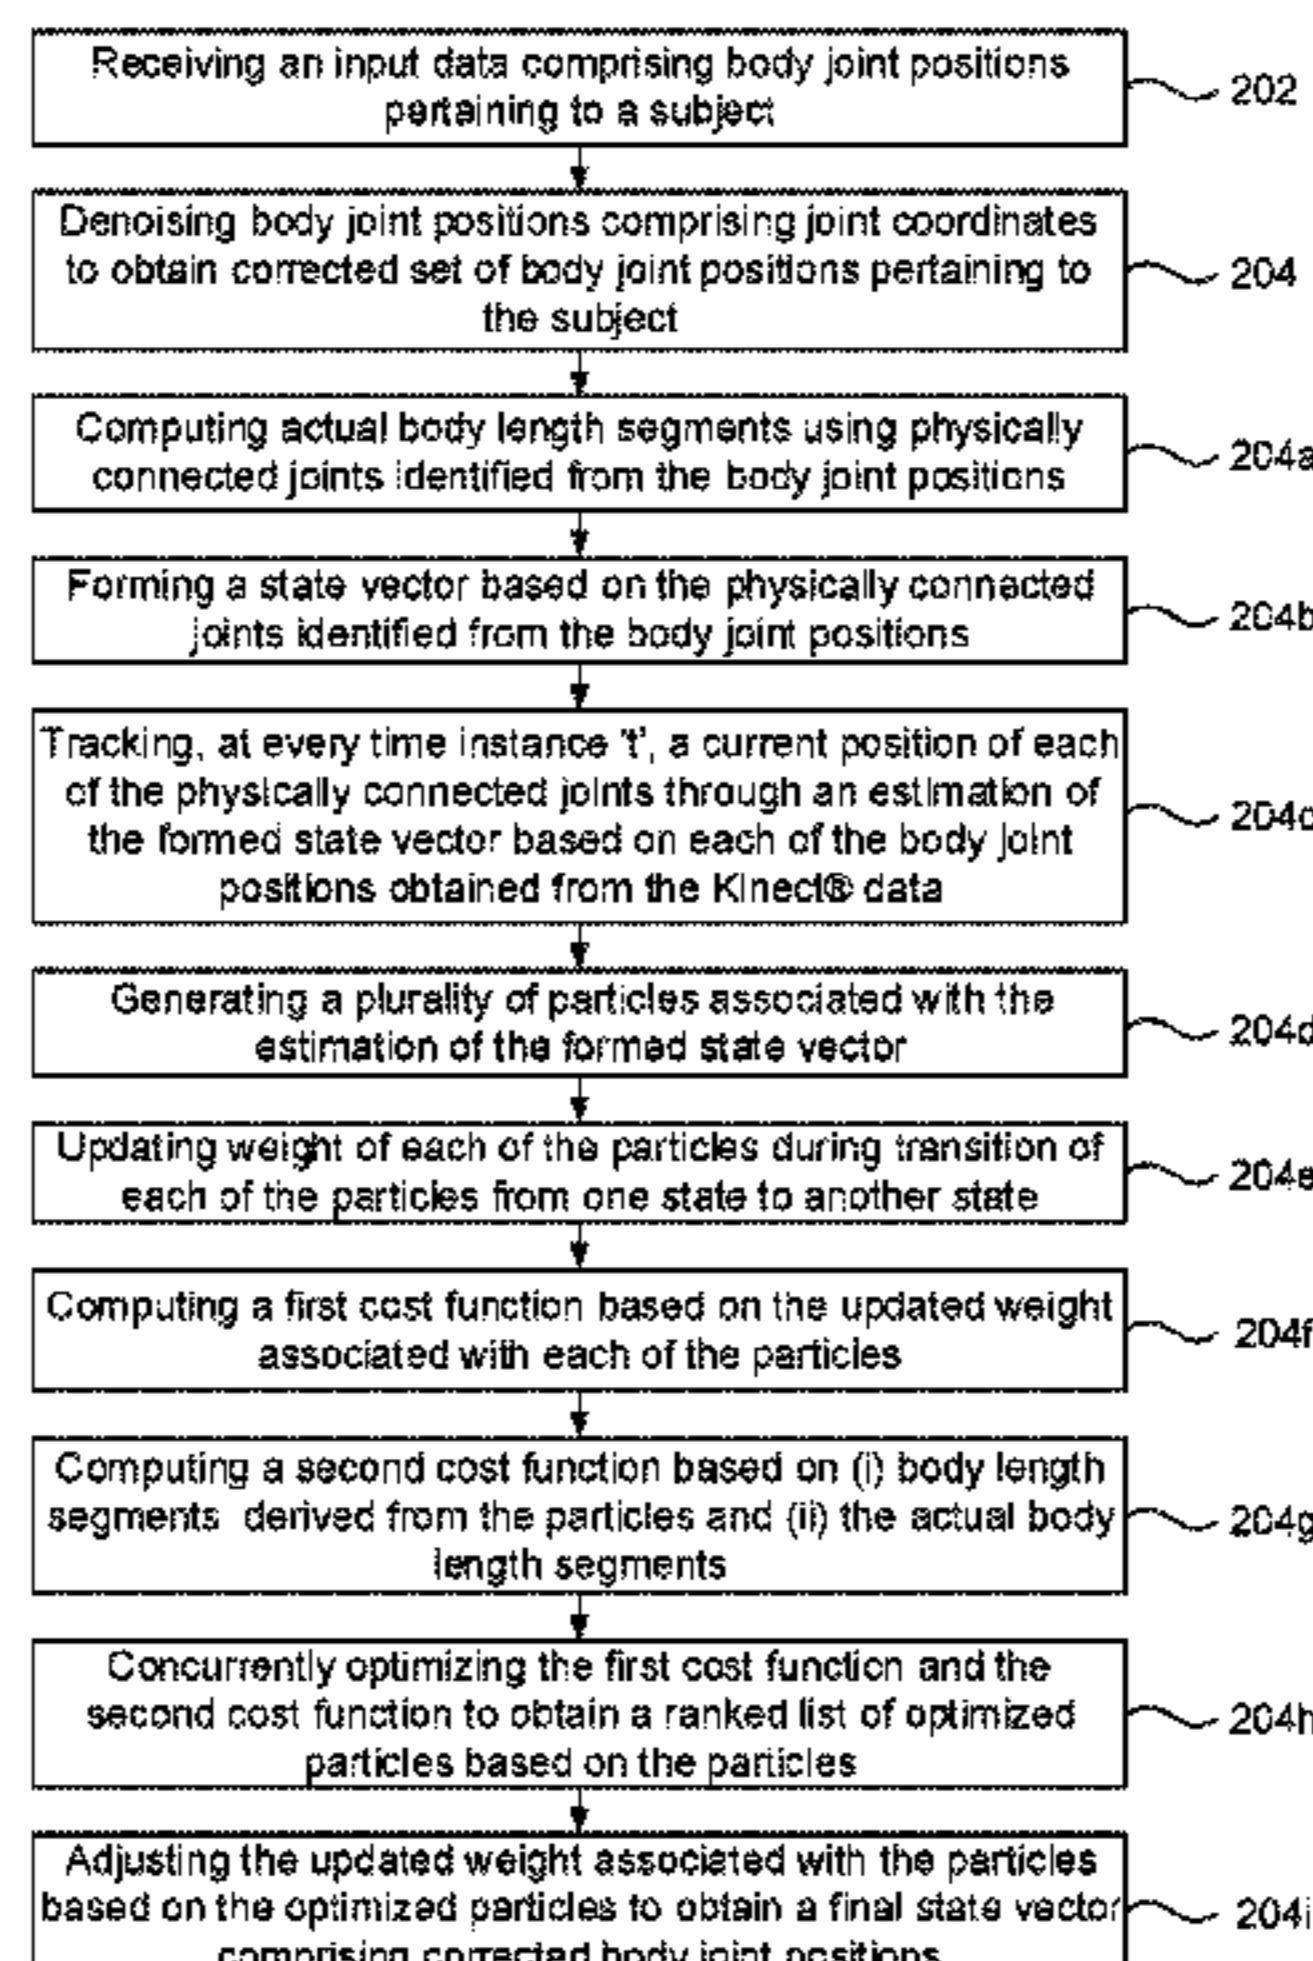 Receiving an input data comprising body joint positions
pertaining to a subject
202
Denoising body joint positions comprising joint coordinates
to obtain corrected set of body joint positions pertaining to
the subject
204
Computing actual body length segments using physically
connected joints identified from the body joint positions
204a
Forming a state vector based on the physically connected
joints identified from the body joint positions
204b
Tracking, at every time instance 't', a current position of each
of the physically connected joints through an estimation of
the formed state vector based on each of the body joint
positions obtained from the Kinect® data
204c
Generating a plurality of particles associated with the
estimation of the formed state vector
204d
Updating weight of each of the particles during transition of
each of the particles from one state to another state
204e
Computing a first cost function based on the updated weight
associated with each of the particles
204f
Computing a second cost function based on (i) body length
segments derived from the particles and (ii) the actual body
length segments
204g
Concurrently optimizing the first cost function and the
second cost function to obtain a ranked list of optimized
particles based on the particles
204h
Adjusting the updated weight associated with the particles
based on the optimized particles to obtain a final state vector
comprising corrected body joint positions
204i